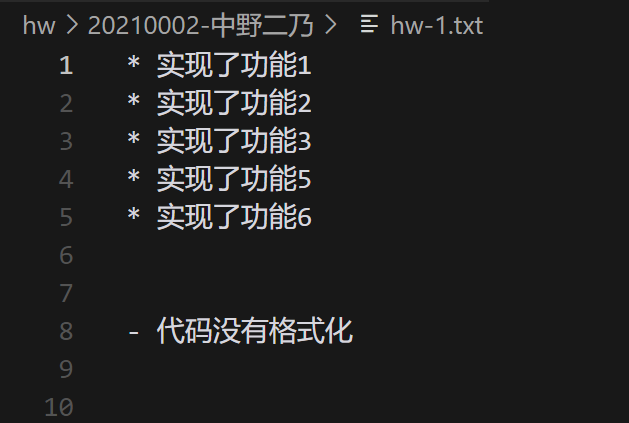 hw > 20210002-中野二乃 > hw-1.txt
1 * 实现了功能1
2 * 实现了功能2
3 * 实现了功能3
4 * 实现了功能5
5 * 实现了功能6
6
7
8 - 代码没有格式化
9
10